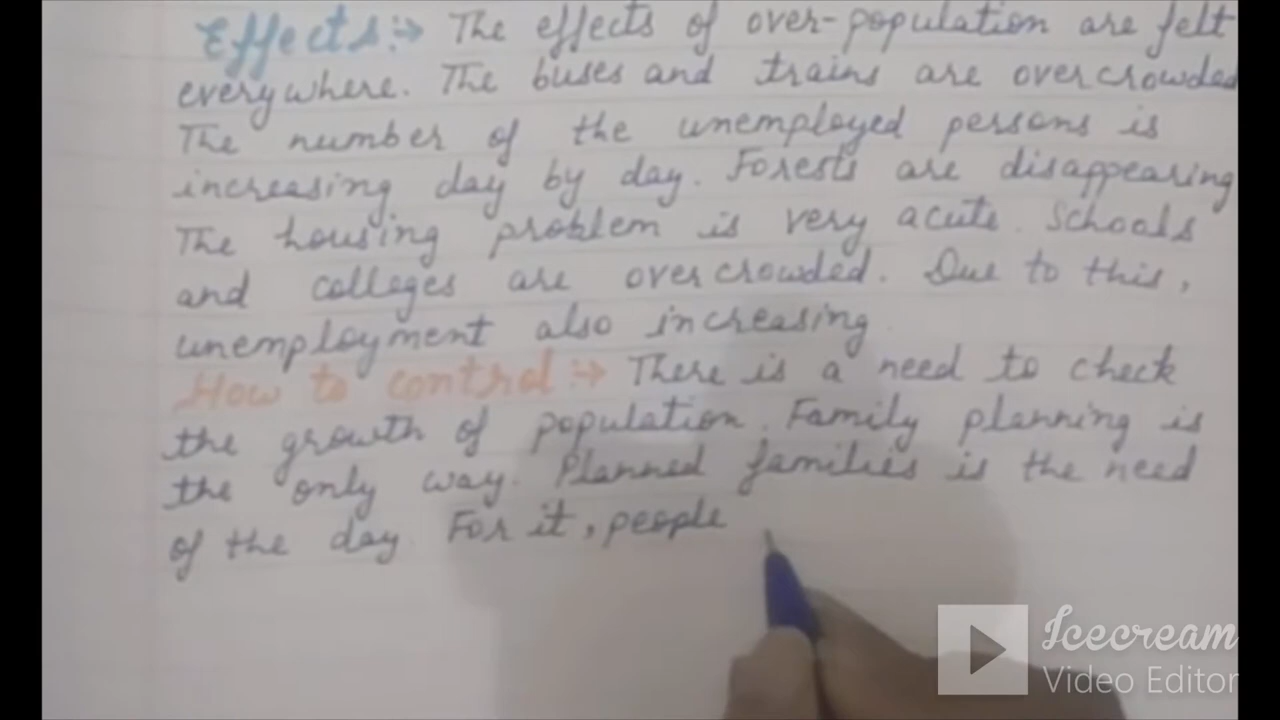 Effects:→ The effects of over-population are felt
everywhere. The buses and trains are overcrowded
The number of the unemployed persons is
increasing day by day. Forests are disappearing
The housing problem is very acute. Schools
and colleges are overcrowded. Due to this,
unemployment also increasing.
How to control:→ There is a need to check
the growth of population. Family planning is
the only way. Planned families is the need
of the day. For it, people
Icecream
Video Editor